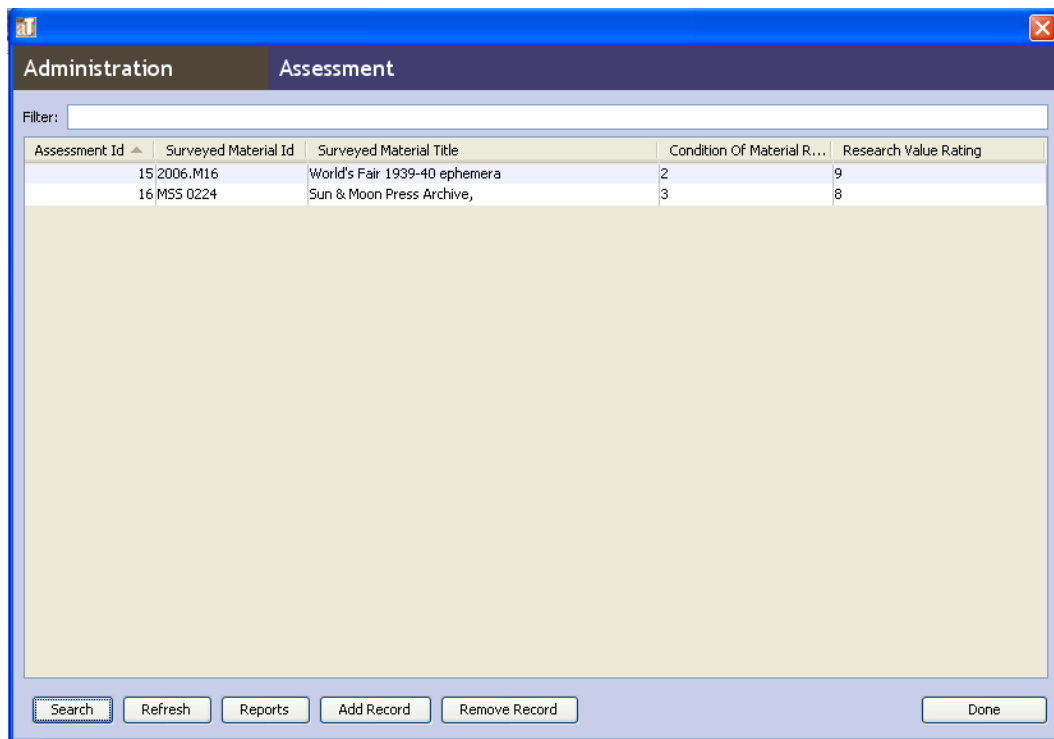 aT
Administration Assessment
Filter:
Assessment Id Surveyed Material Id Surveyed Material Title Condition Of Material R... Research Value Rating
15 2006.M16 World's Fair 1939-40 ephemera 2 9
16 MSS 0224 Sun & Moon Press Archive, 3 8
Search Refresh Reports Add Record Remove Record Done